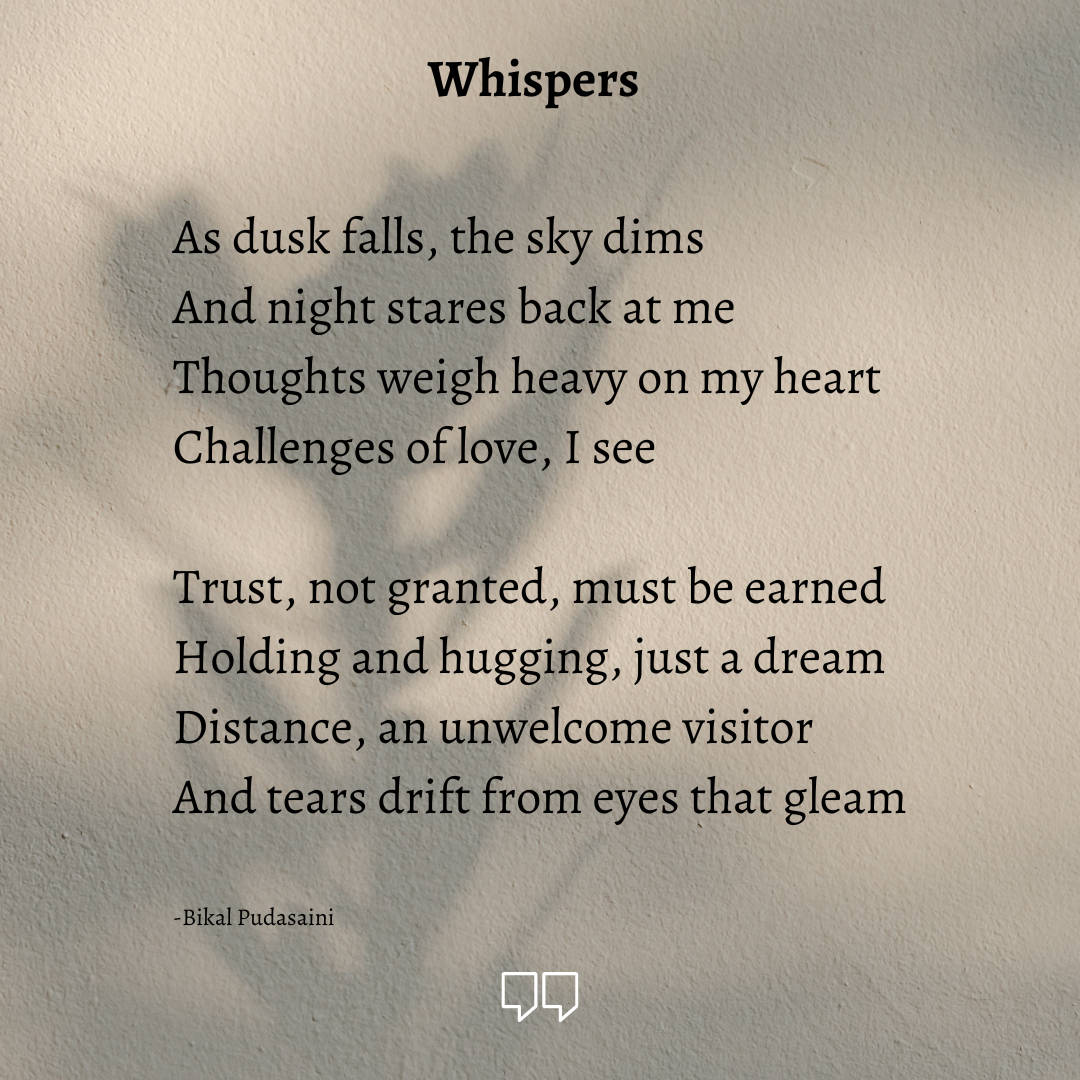 Whispers
As dusk falls, the sky dims
And night stares back at me
Thoughts weigh heavy on my heart
Challenges of love, I see
Trust, not granted, must be earned
Holding and hugging, just a dream
Distance, an unwelcome visitor
And tears drift from eyes that gleam
-Bikal Pudasaini